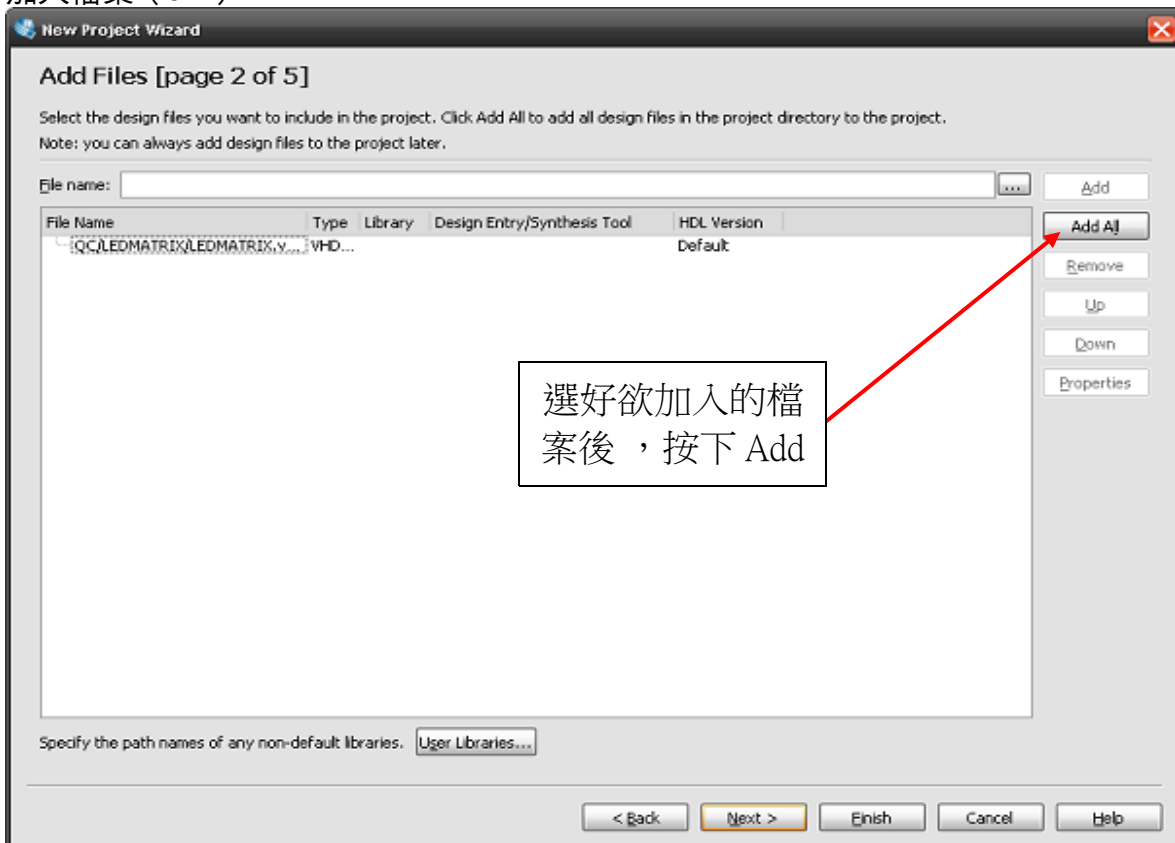 New Project Wizard
Add Files [page 2 of 5]
Select the design files you want to include in the project. Click Add All to add all design files in the project directory to the project.
Note: you can always add design files to the project later.
File name:
...
Add
File Name Type Library Design Entry/Synthesis Tool HDL Version
QC/LEDMATRIX/LEDMATRIX.v... VHD... Default
Add All
Remove
Up
Down
Properties
選好欲加入的檔
案後 ，按下 Add
Specify the path names of any non-default libraries. User Libraries...
< Back Next > Finish Cancel Help